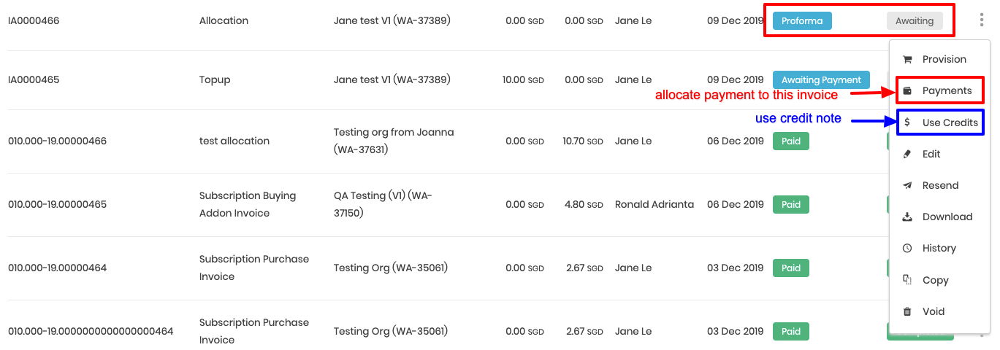 IA0000466 Allocation Jane test V1 (WA-37389) 0.00 SGD 0.00 SGD Jane Le 09 Dec 2019 Proforma Awaiting
Provision
IA0000465 Topup Jane test V1 (WA-37389) 10.00 SGD 0.00 SGD Jane Le 09 Dec 2019 Awaiting Payment
allocate payment to this invoice Payments
use credit note $ Use Credits
010.000-19.00000466 test allocation Testing org from Joanna (WA-37631) 0.00 SGD 10.70 SGD Jane Le 06 Dec 2019 Paid
Edit
Resend
010.000-19.00000465 Subscription Buying Addon Invoice QA Testing (V1) (WA-37150) 0.00 SGD 4.80 SGD Ronald Adrianta 06 Dec 2019 Paid
Download
History
010.000-19.00000464 Subscription Purchase Invoice Testing Org (WA-35061) 0.00 SGD 2.67 SGD Jane Le 03 Dec 2019 Paid
Copy
Void
010.000-19.0000000000000000464 Subscription Purchase Invoice Testing Org (WA-35061) 0.00 SGD 2.67 SGD Jane Le 03 Dec 2019 Paid